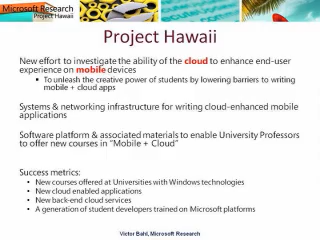 Microsoft Research
Project Hawaii
Project Hawaii
New effort to investigate the ability of the cloud to enhance end-user
experience on mobile devices
▪ To unleash the creative power of students by lowering barriers to writing
mobile + cloud apps
Systems & networking infrastructure for writing cloud-enhanced mobile
applications
Software platform & associated materials to enable University Professors
to offer new courses in "Mobile + Cloud"
Success metrics:
• New courses offered at Universities with Windows technologies
• New cloud enabled applications
• New back-end cloud services
• A generation of student developers trained on Microsoft platforms
Victor Bahl, Microsoft Research